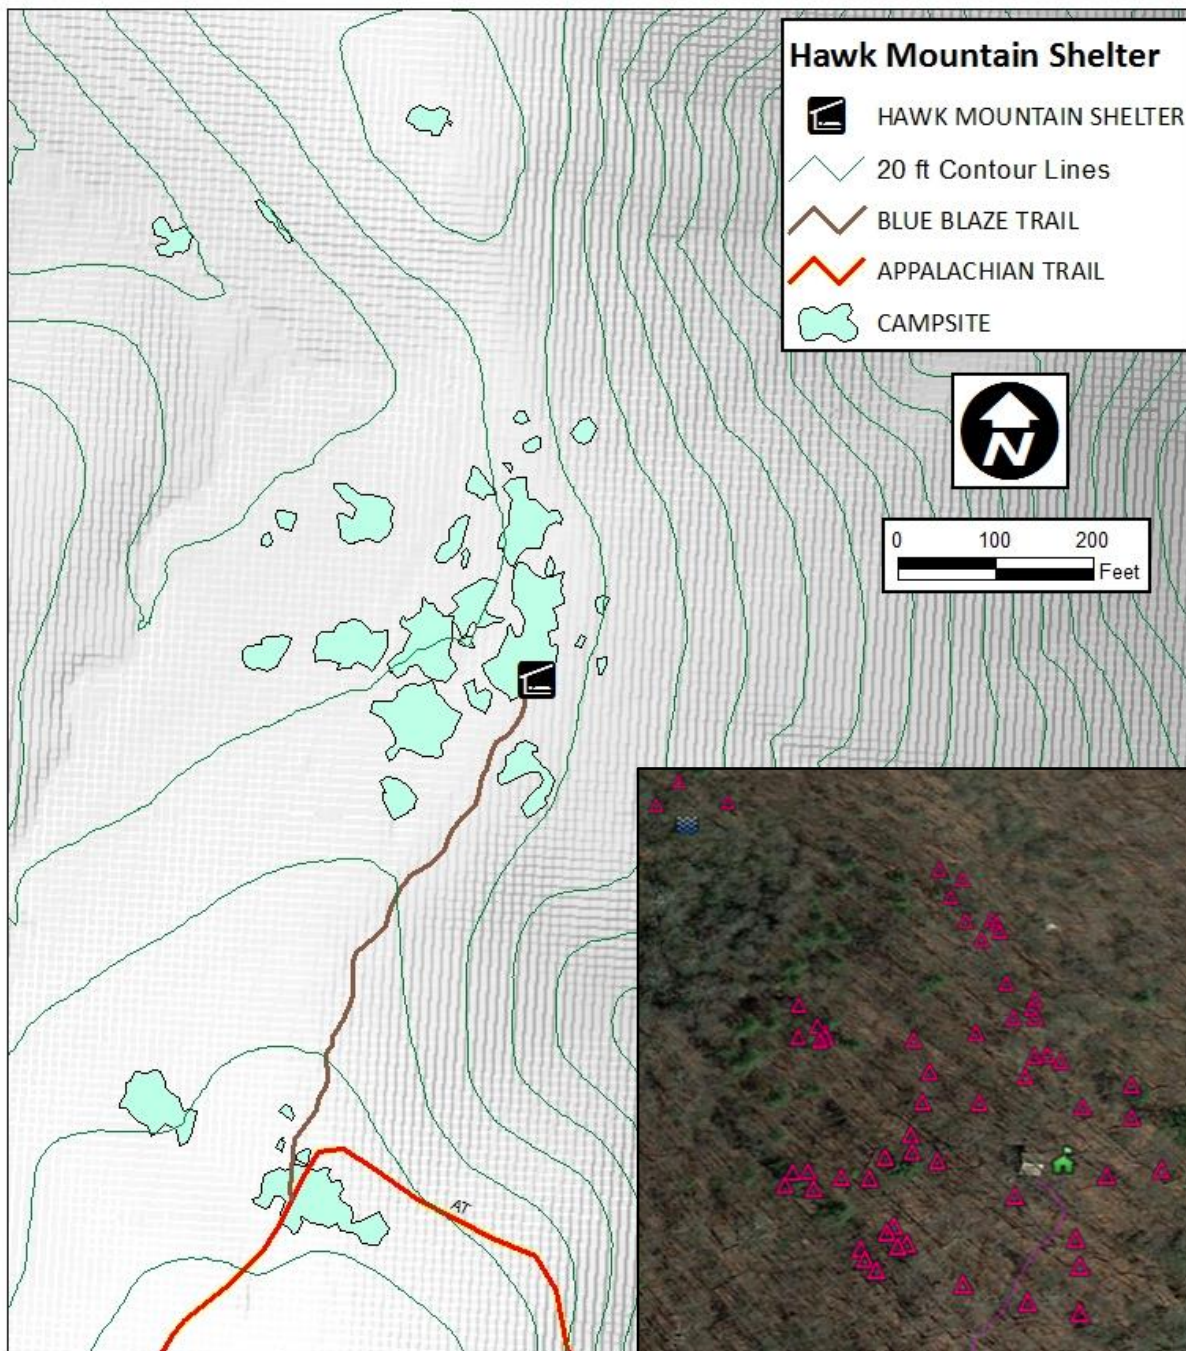 Hawk Mountain Shelter
HAWK MOUNTAIN SHELTER
20 ft Contour Lines
BLUE BLAZE TRAIL
APPALACHIAN TRAIL
CAMPSITE
N
0 100 200
Feet
AT